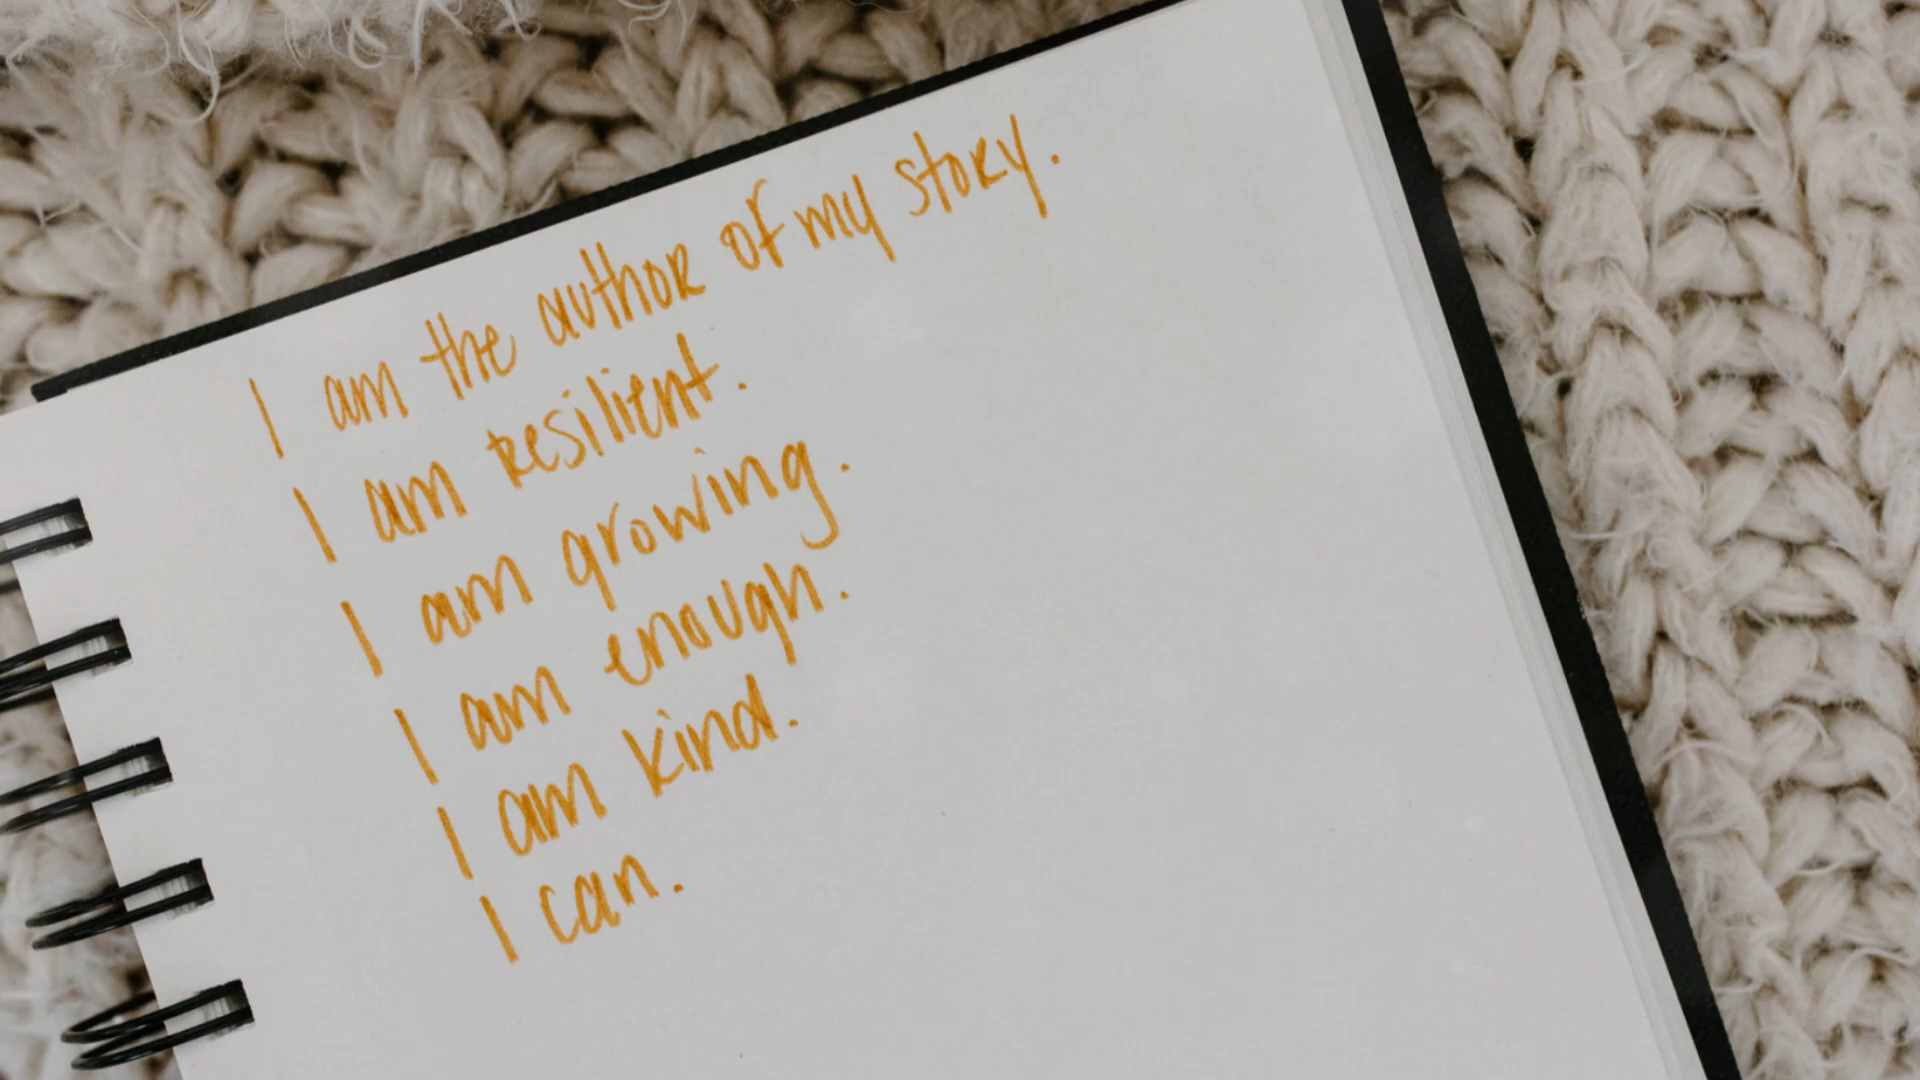 I am the author of my story.
I am resilient.
I am growing.
I am enough.
I am kind.
I can.